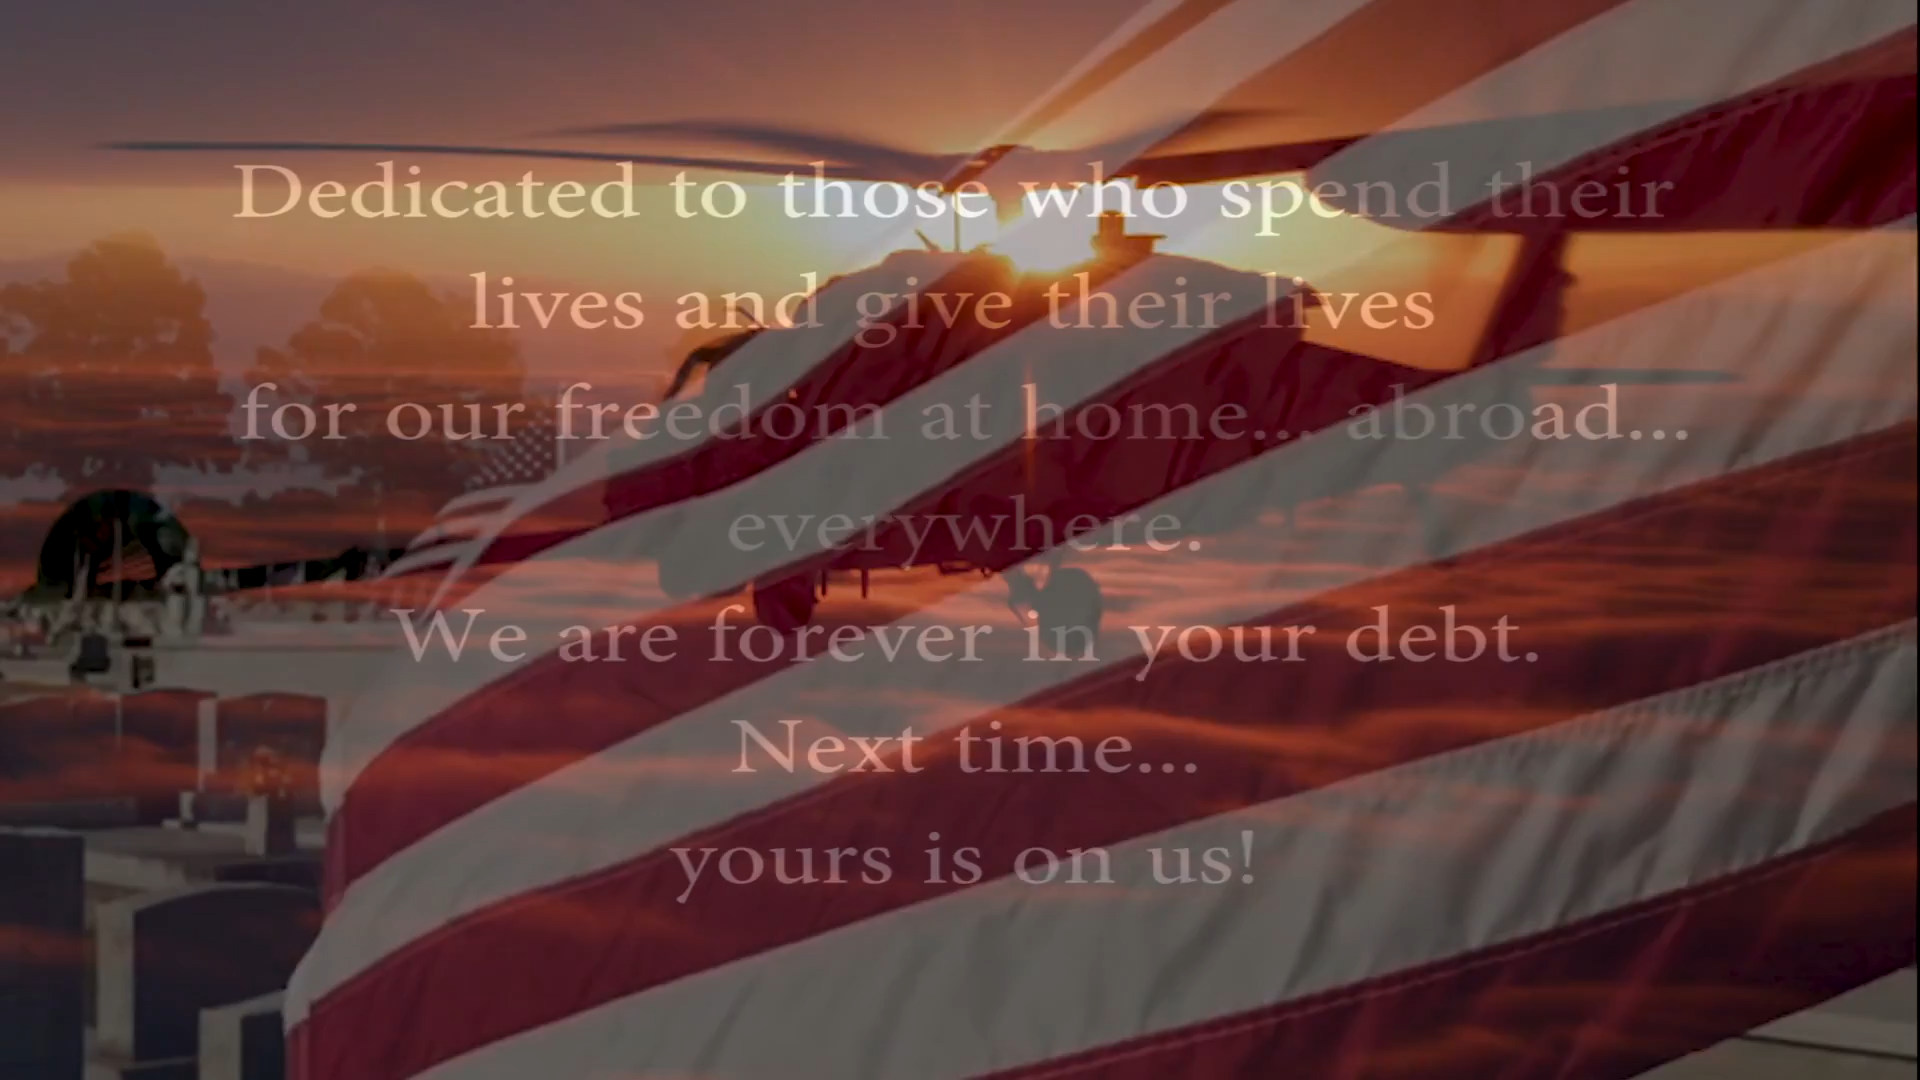 Dedicated to those who spend their
lives and give their lives
for our freedom at home... abroad...
everywhere.
We are forever in your debt.
Next time...
yours is on us!